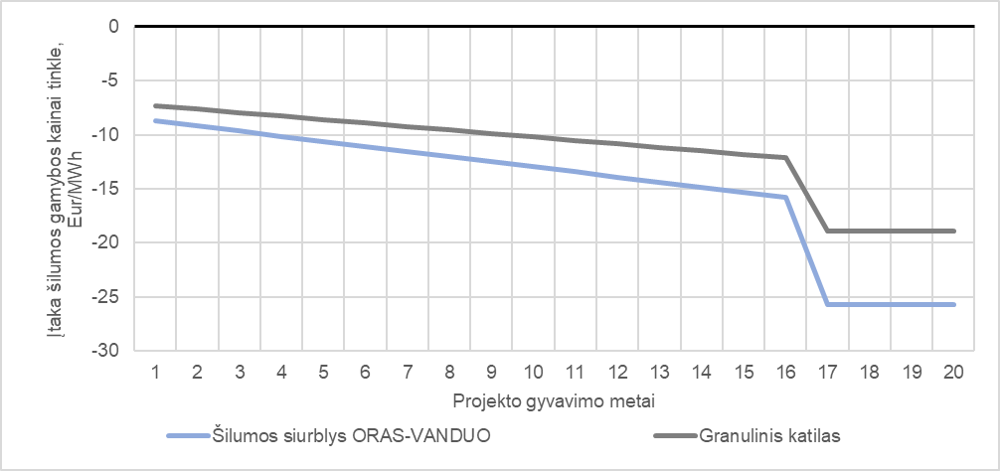 Įtaka šilumos gamybos kainai tinkle,
Eur/MWh
0
-5
-10
-15
-20
-25
-30
1 2 3 4 5 6 7 8 9 10 11 12 13 14 15 16 17 18 19 20
Projekto gyvavimo metai
Šilumos siurblys ORAS-VANDUO
Granulinis katilas